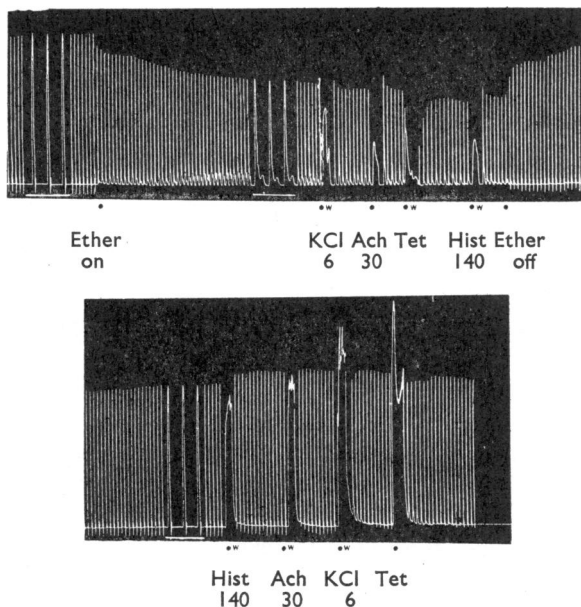 w w w
Ether KCl Ach Tet Hist Ether
on 6 30 140 off
w w w
Hist Ach KCl Tet
140 30 6